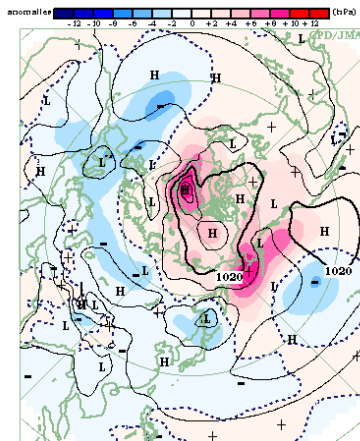 anomalies -12 -10 -8 -6 -4 -2 0 +2 +4 +6 +8 +10 +12 (hPa)
CPD/JMA
L
H H
L
L
L H
H
H H
L L
H H
L
L 1020 1020
H L
H L
L L
H
L H